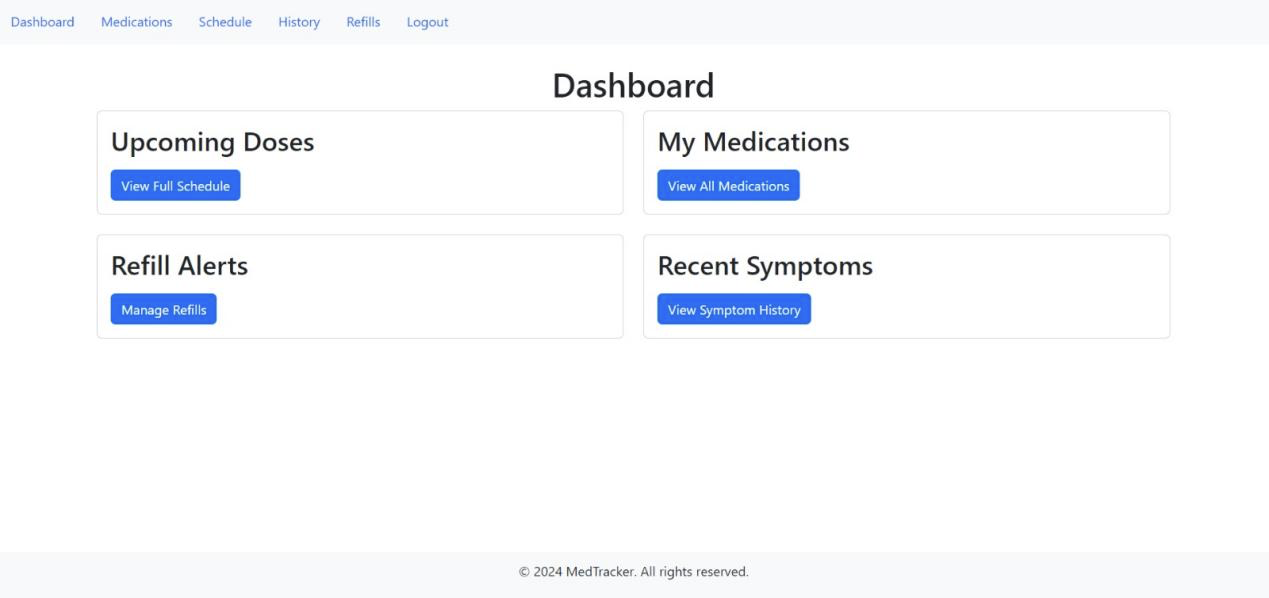 Dashboard Medications Schedule History Refills Logout
Dashboard
Upcoming Doses
View Full Schedule
My Medications
View All Medications
Refill Alerts
Manage Refills
Recent Symptoms
View Symptom History
© 2024 MedTracker. All rights reserved.